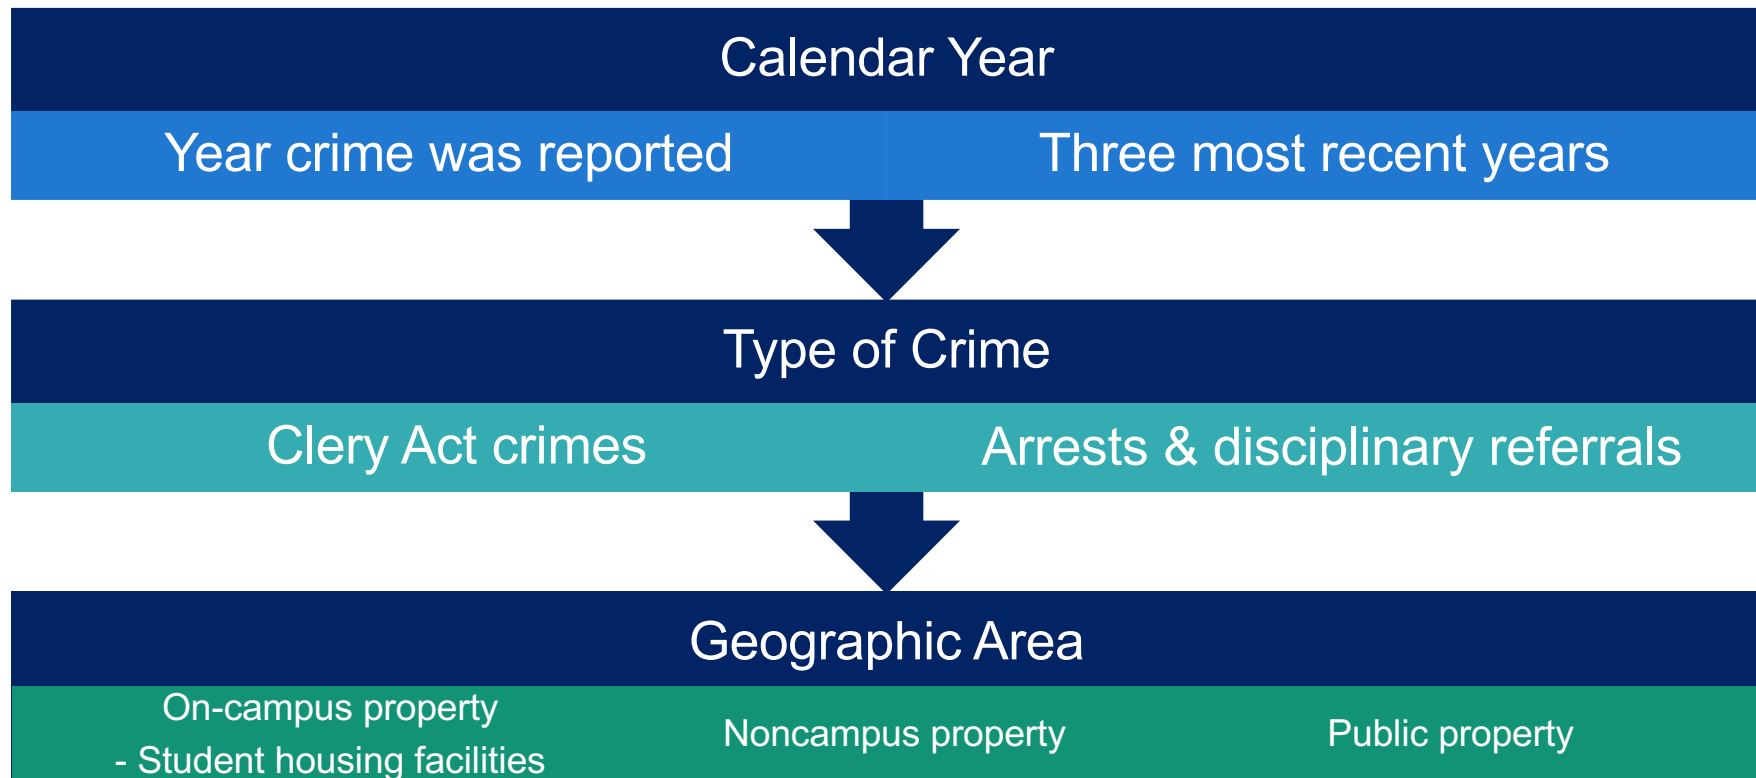 Calendar Year
Year crime was reported
Three most recent years
Type of Crime
Clery Act crimes
Arrests & disciplinary referrals
Geographic Area
On-campus property
- Student housing facilities
Noncampus property
Public property